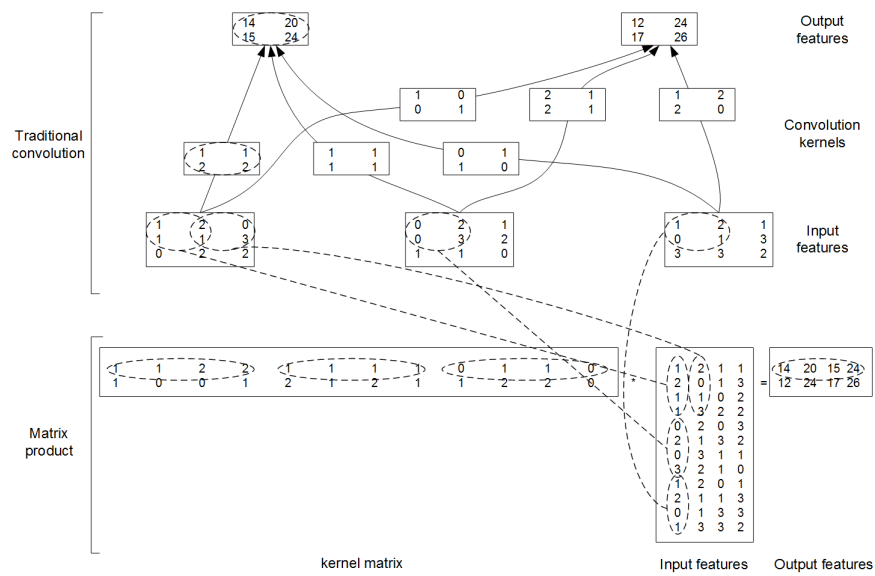 14 20
15 24
12 24
17 26
Output
features
1 0
0 1
2 1
2 1
1 2
2 0
Convolution
kernels
Traditional
convolution
1 1
2 2
1 1
1 1
0 1
1 0
1 2 0
1 1 3
0 2 2
0 2 1
0 3 2
1 1 0
1 2 1
0 1 3
3 3 2
Input
features
Matrix
product
1 1 2 2 1 1 1 1 0 1 1 0
1 0 0 1 2 1 2 1 1 2 2 0
*
1 2 1 1
2 0 1 3
1 1 0 2
1 3 2 2
0 2 0 3
2 1 3 2
0 3 1 1
3 2 1 0
1 2 0 1
2 1 1 3
0 1 3 3
1 3 3 2
=
14 20 15 24
12 24 17 26
kernel matrix
Input features
Output features